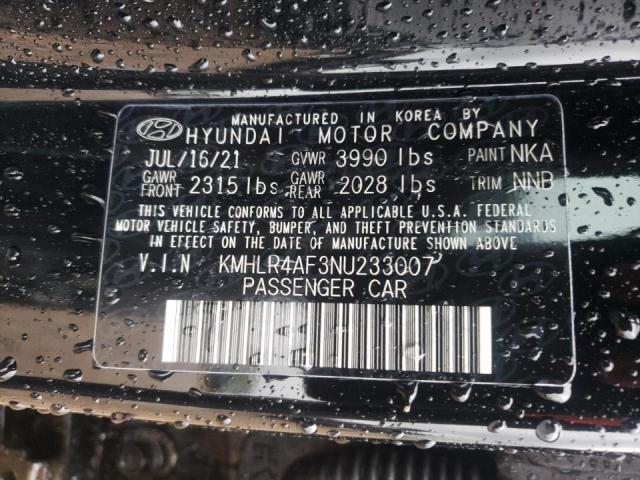 MANUFACTURED IN KOREA BY
HYUNDAI MOTOR COMPANY
JUL/16/21 GVWR 3990 lbs PAINT NKA
GAWR FRONT 2315 lbs GAWR REAR 2028 lbs TRIM NNB
THIS VEHICLE CONFORMS TO ALL APPLICABLE U.S.A. FEDERAL
MOTOR VEHICLE SAFETY, BUMPER, AND THEFT PREVENTION
STANDARDS IN EFFECT ON THE DATE OF MANUFACTURE SHOWN ABOVE
V.I.N KMHLR4AF3NU233007
PASSENGER CAR